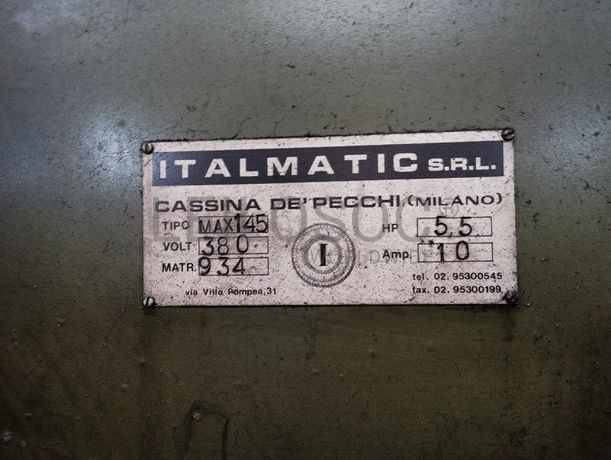 ITALMATIC S.R.L.
CASSINA DE' PECCHI (MILANO)
TIPO MAX145 HP 5,5
VOLT 380 Amp. 10
MATR. 934
I
tel. 02. 95300545
via Villa Pompea, 31 fax. 02. 95300199